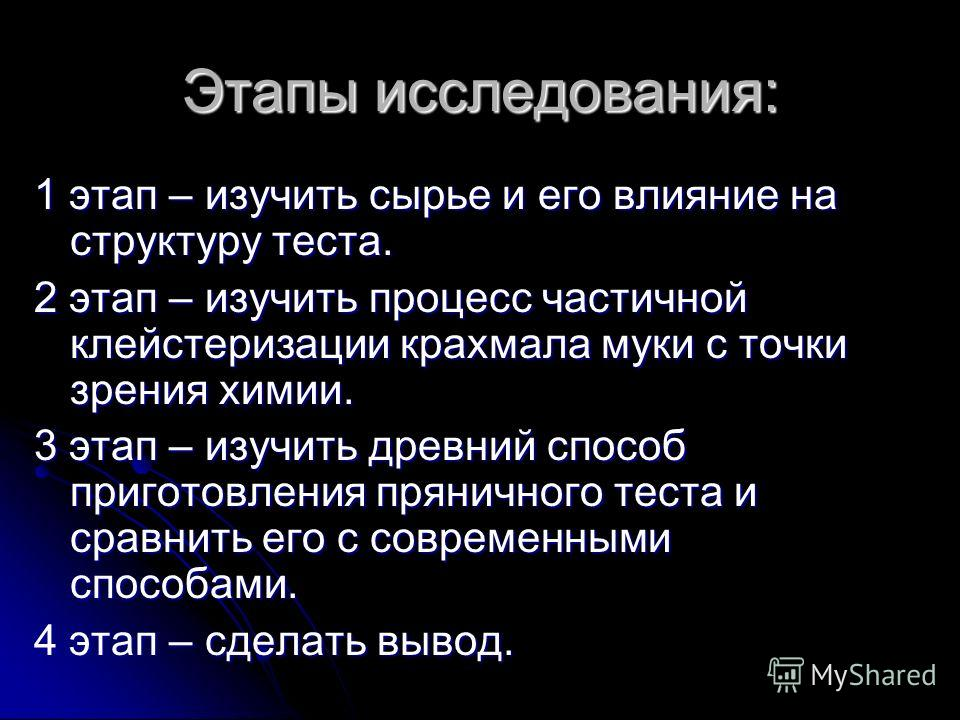 Этапы исследования:
1 этап – изучить сырье и его влияние на
структуру теста.
2 этап – изучить процесс частичной
клейстеризации крахмала муки с точки
зрения химии.
3 этап – изучить древний способ
приготовления пряничного теста и
сравнить его с современными
способами.
4 этап – сделать вывод.
MyShared